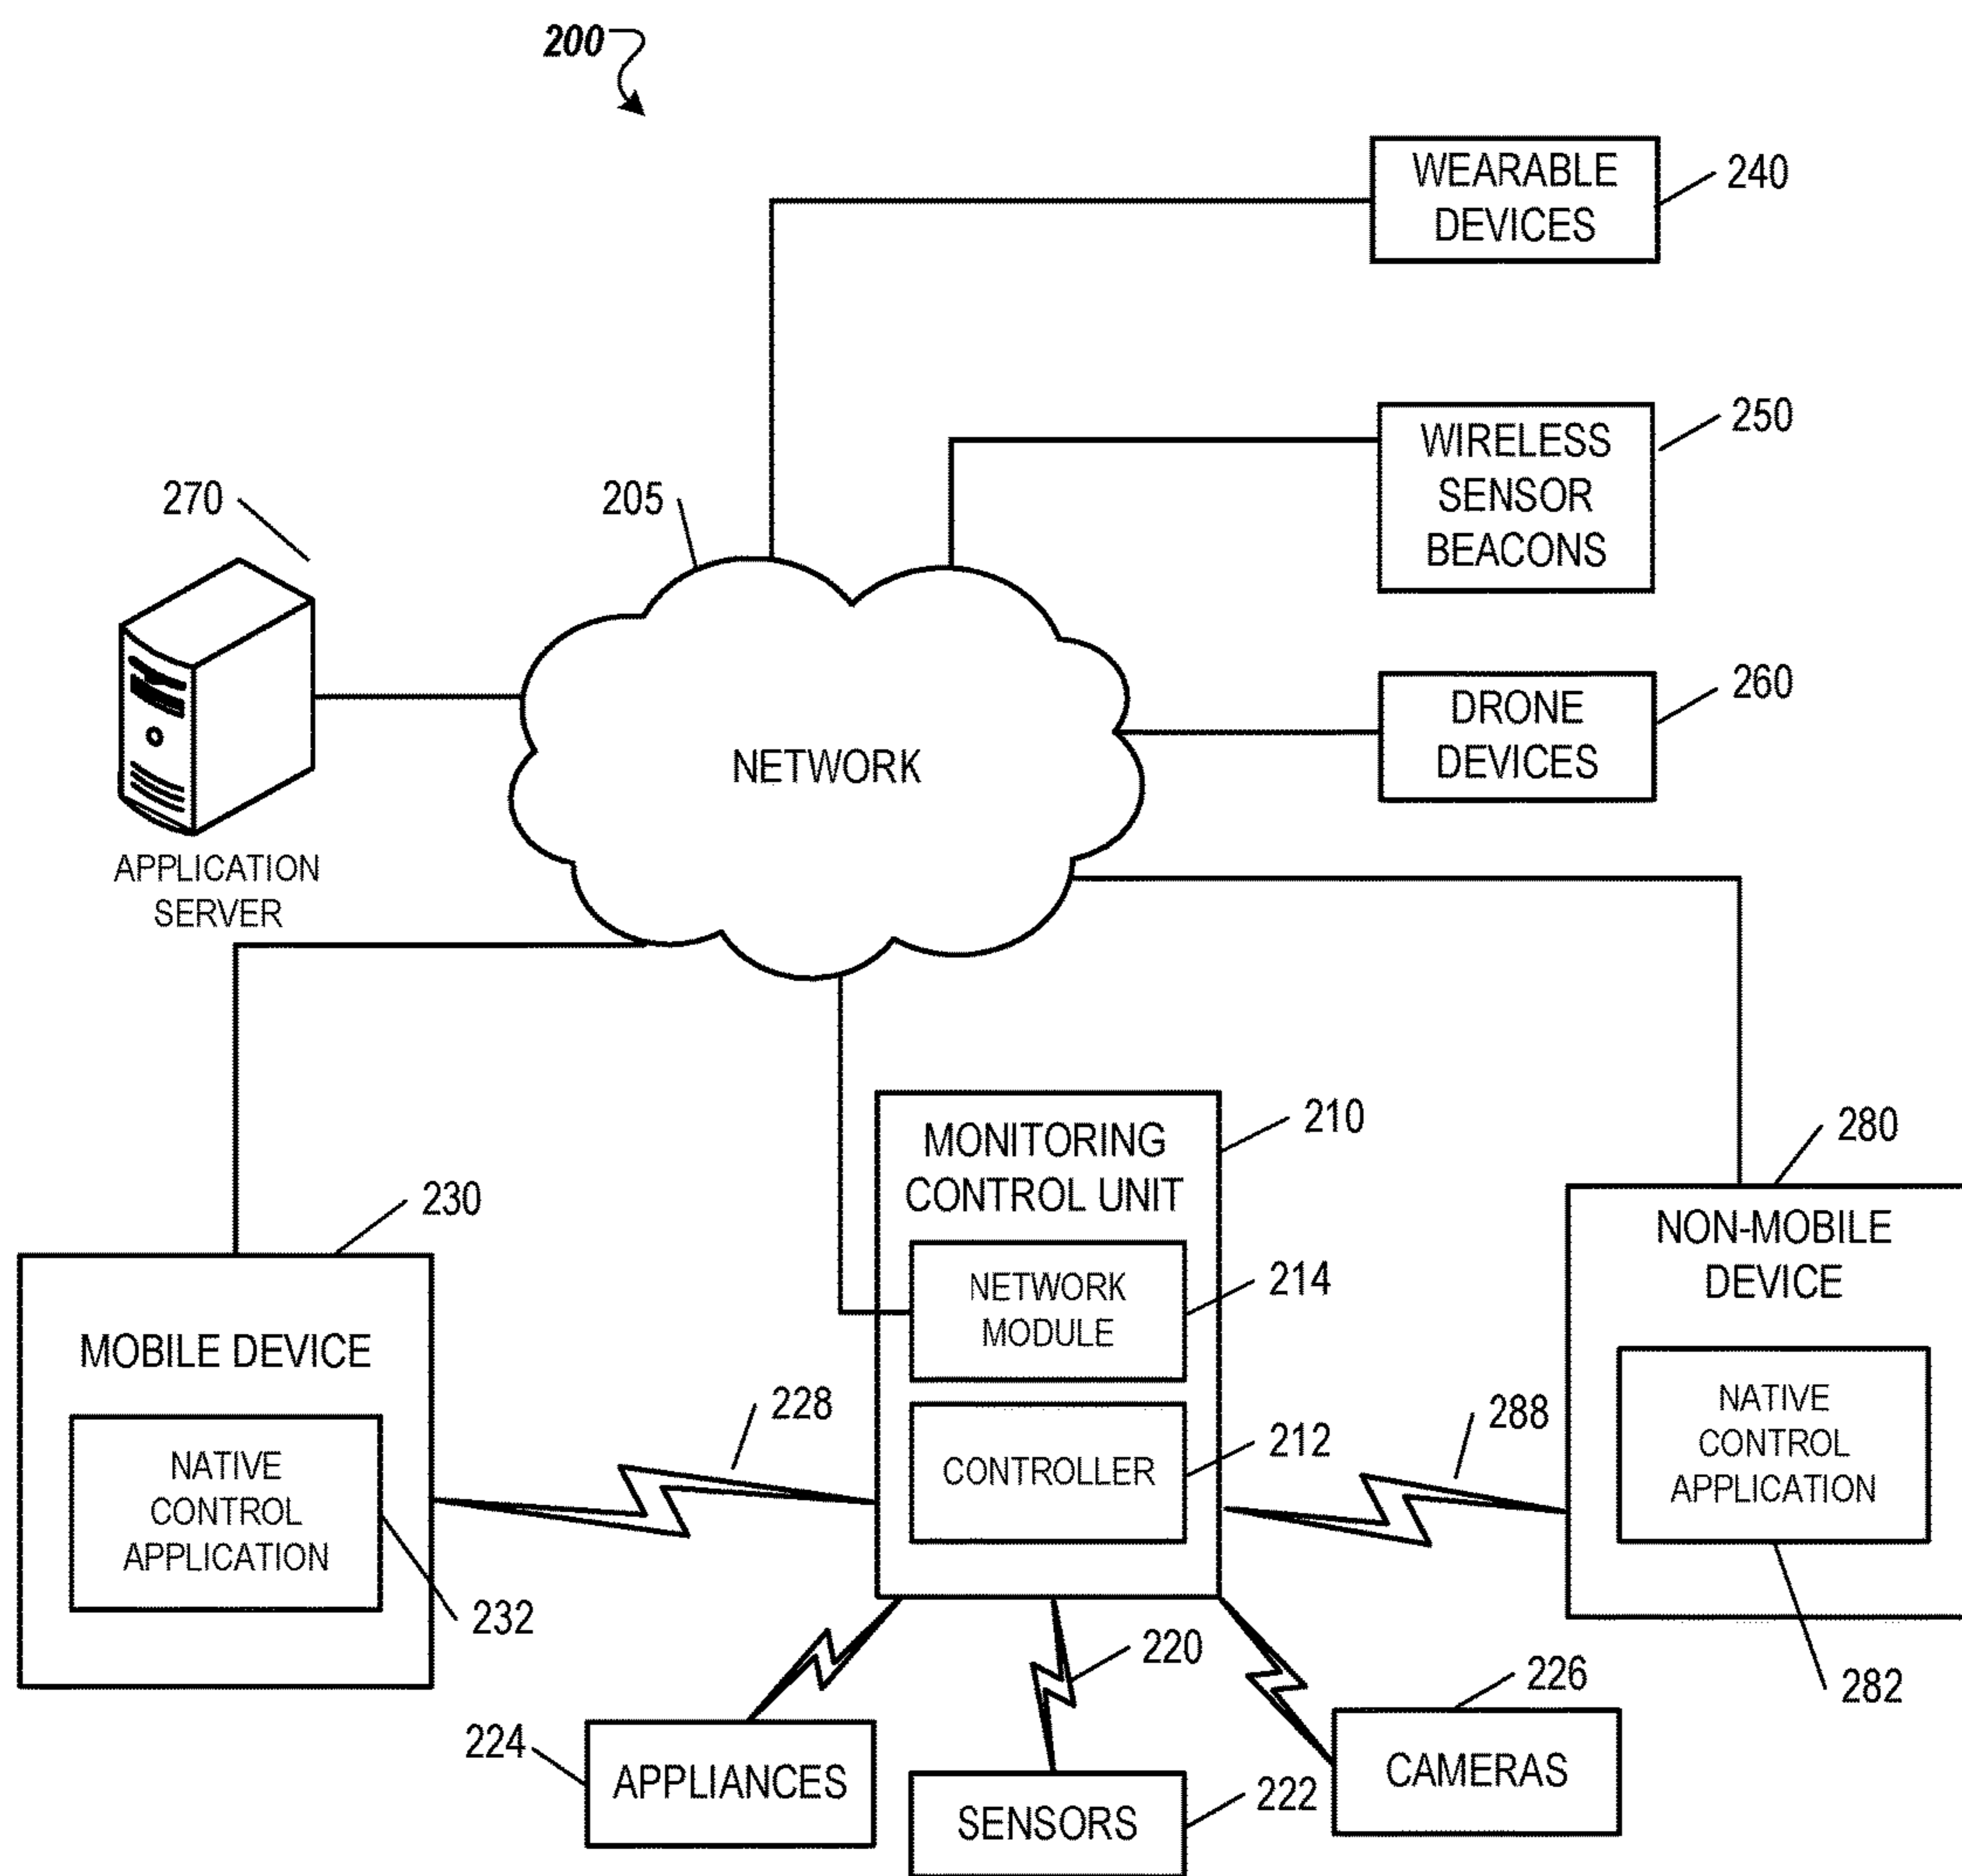 200
WEARABLE
DEVICES
240
WIRELESS
SENSOR
BEACONS
250
270
205
DRONE
DEVICES
260
NETWORK
APPLICATION
SERVER
MONITORING
CONTROL UNIT
210
280
230
NON-MOBILE
DEVICE
NETWORK
MODULE
214
MOBILE DEVICE
228
CONTROLLER
212
288
NATIVE
CONTROL
APPLICATION
NATIVE
CONTROL
APPLICATION
232
220
226
282
224
APPLIANCES
CAMERAS
SENSORS
222